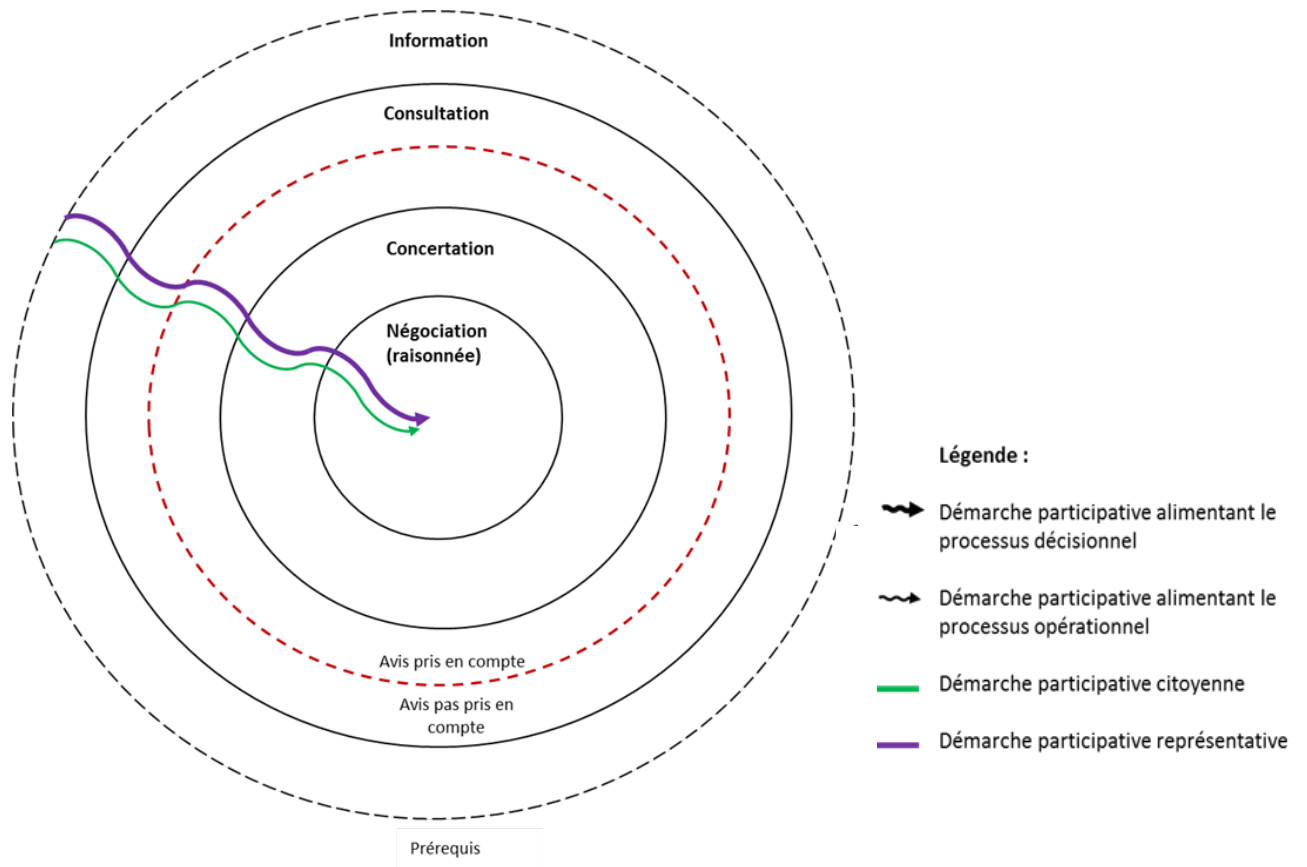 Information
Consultation
Concertation
Négociation
(raisonnée)
Avis pris en compte
Avis pas pris en
compte
Prérequis
Légende :
Démarche participative alimentant le
processus décisionnel
Démarche participative alimentant le
processus opérationnel
Démarche participative citoyenne
Démarche participative représentative